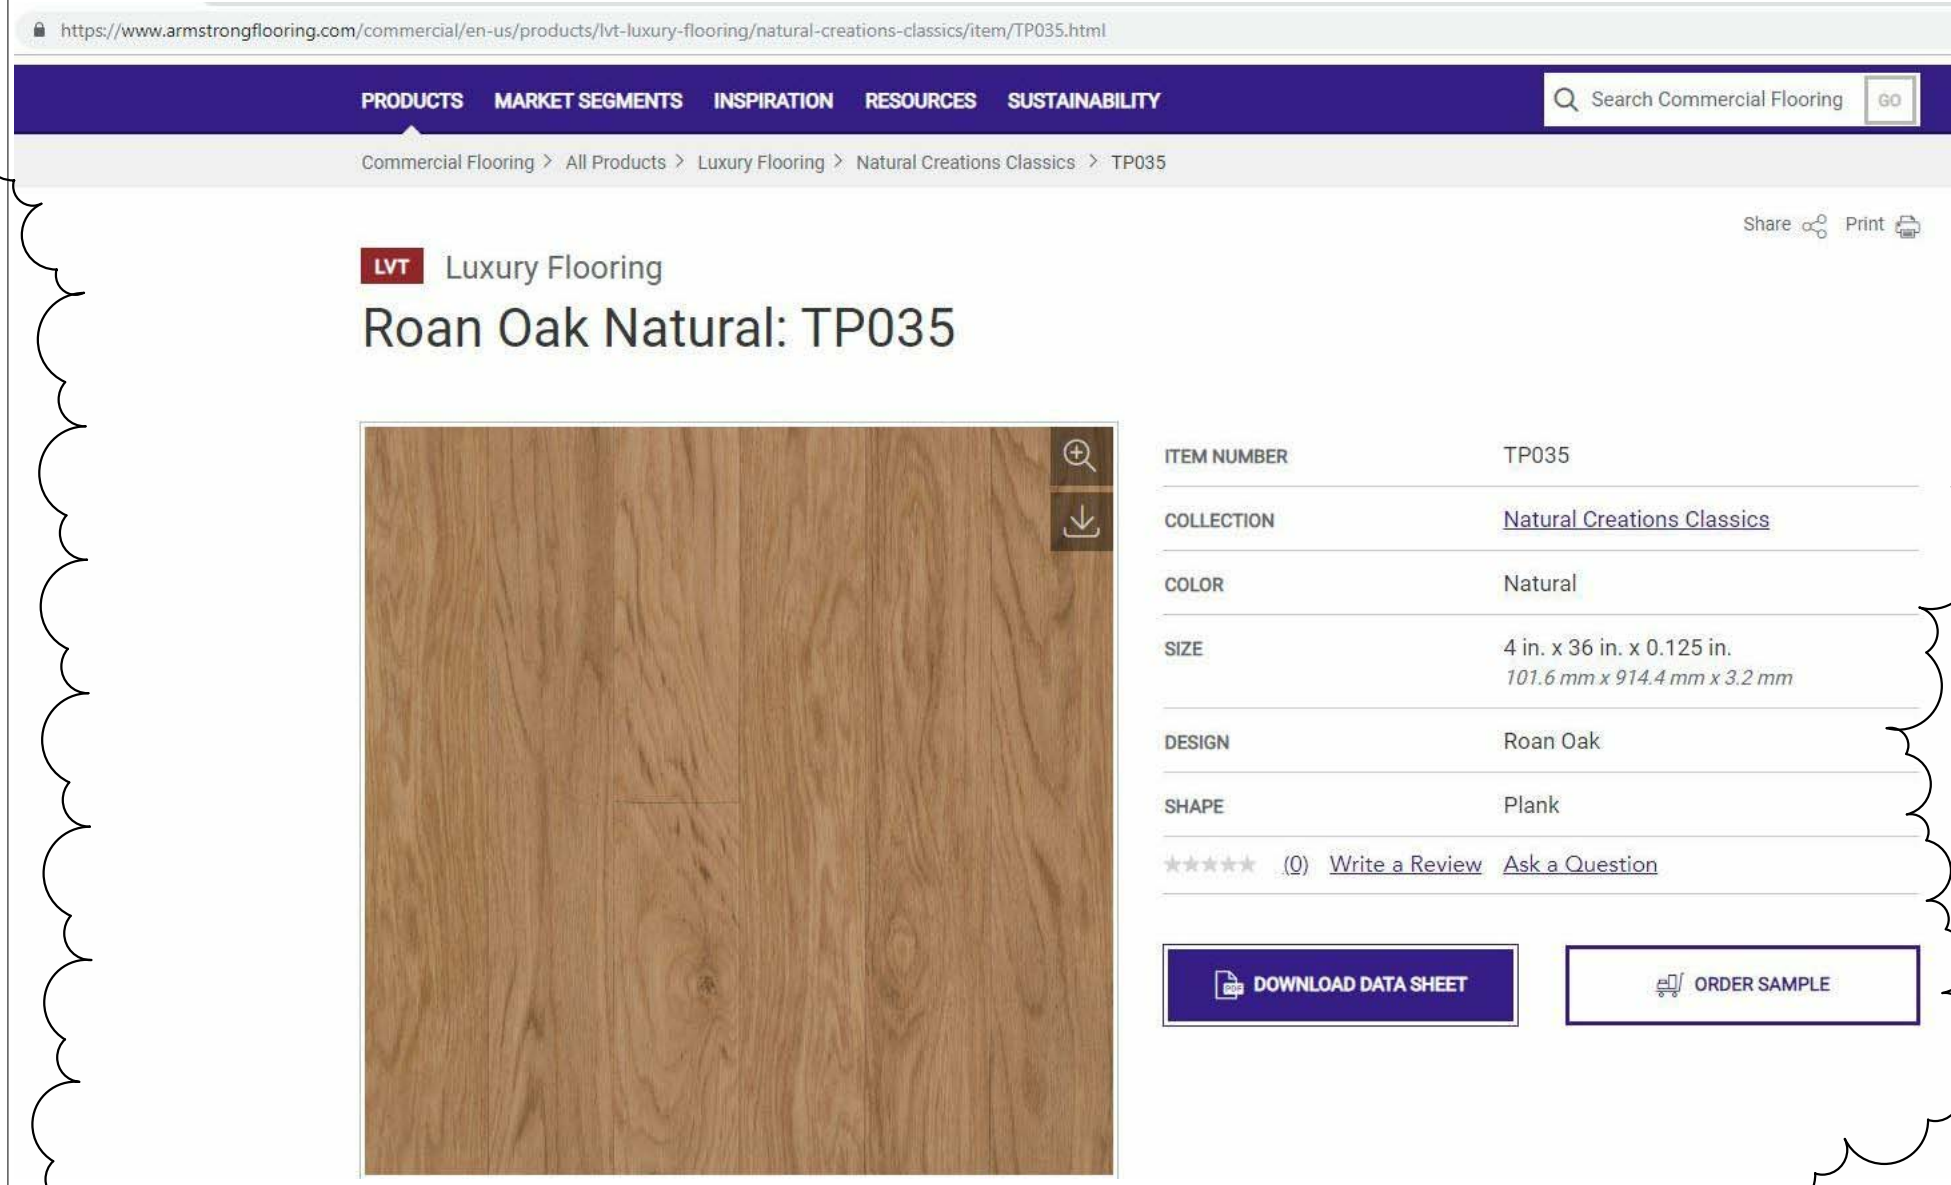 https://www.armstrongflooring.com/commercial/en-us/products/lvt-luxury-flooring/natural-creations-classics/item/TP035.html
PRODUCTS MARKET SEGMENTS INSPIRATION RESOURCES SUSTAINABILITY Search Commercial Flooring GO
Commercial Flooring > All Products > Luxury Flooring > Natural Creations Classics > TP035
Share Print
LVT Luxury Flooring
Roan Oak Natural: TP035
ITEM NUMBER TP035
COLLECTION Natural Creations Classics
COLOR Natural
SIZE 4 in. x 36 in. x 0.125 in.
101.6 mm x 914.4 mm x 3.2 mm
DESIGN Roan Oak
SHAPE Plank
(0) Write a Review Ask a Question
PDF DOWNLOAD DATA SHEET ORDER SAMPLE